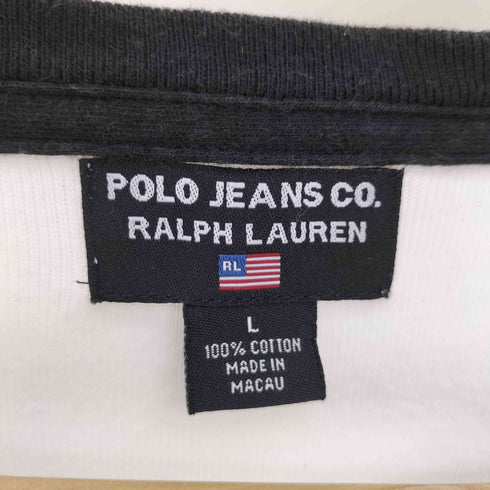 POLO JEANS CO.
RALPH LAUREN
RL
L
100% COTTON
MADE IN
MACAU